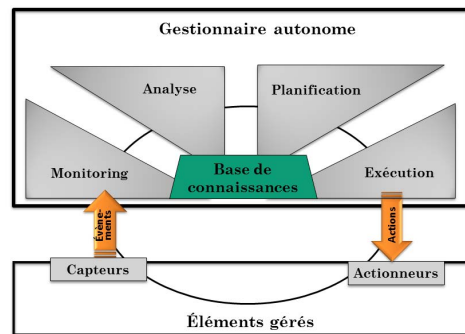 Gestionnaire autonome
Analyse
Planification
Monitoring
Base de
connaissances
Exécution
Évène-
ments
Actions
Capteurs
Actionneurs
Éléments gérés